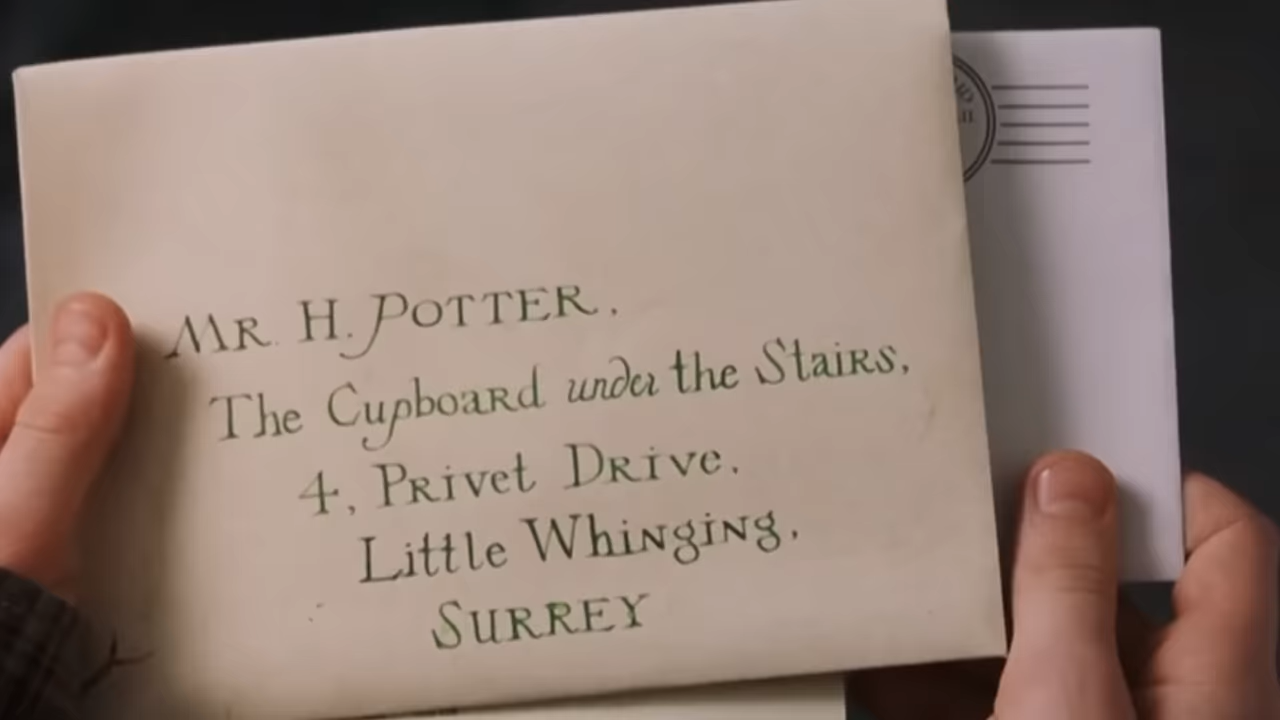 Mr. H. Potter,
The Cupboard under the Stairs,
4, Privet Drive,
Little Whinging,
SURREY